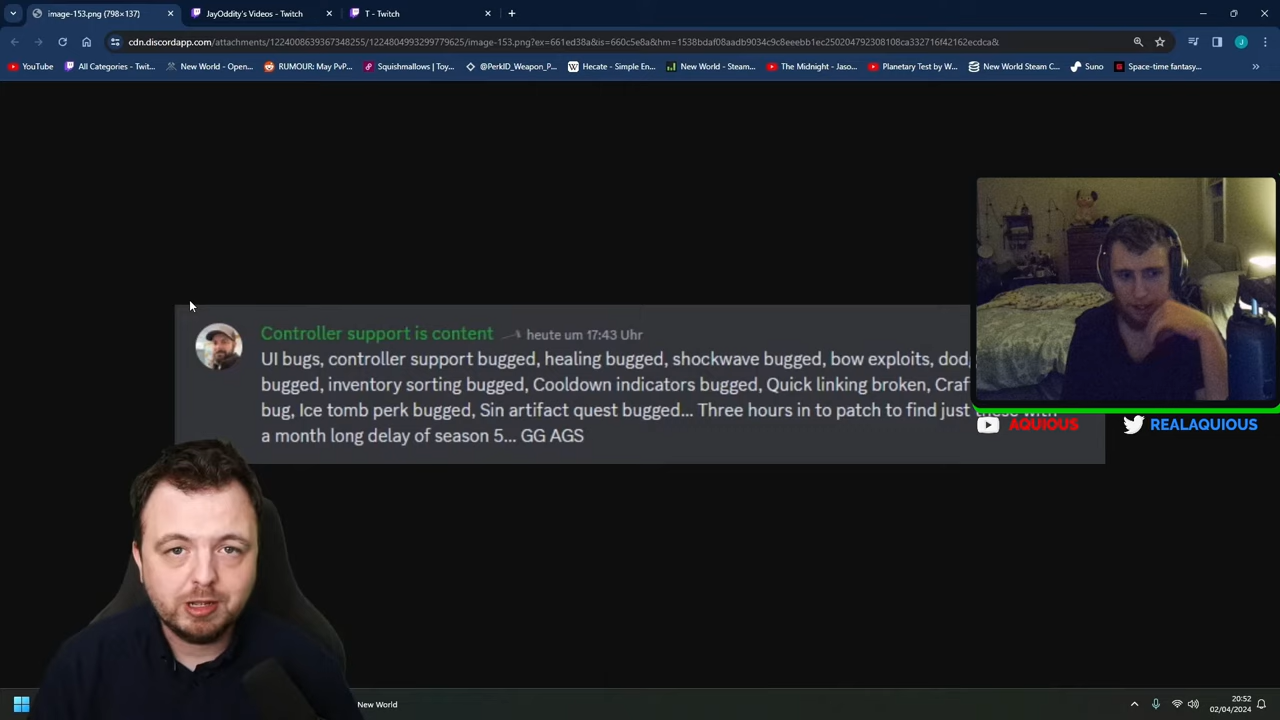 image-153.png (798×137)
JayOddity's Videos - Twitch
T - Twitch
cdn.discordapp.com/attachments/1224008639367348255/1224804993299779625/image-153.png?ex=661ed38a&is=660c5e8a&hm=1538bdaf08aadb9034c9c8eeebb1ec250204792308108ca332716f42162ecdca&
YouTube
All Categories - Twit...
New World - Open...
RUMOUR: May PvP...
Squishmallows | Toy...
@PerkID_Weapon_P...
Hecate - Simple En...
New World - Steam...
The Midnight - Jaso...
Planetary Test by W...
New World Steam C...
Suno
Space-time fantasy...
Controller support is content heute um 17:43 Uhr
UI bugs, controller support bugged, healing bugged, shockwave bugged, bow exploits, dod
bugged, inventory sorting bugged, Cooldown indicators bugged, Quick linking broken, Craf
bug, Ice tomb perk bugged, Sin artifact quest bugged... Three hours in to patch to find just these with
a month long delay of season 5... GG AGS
AQUIOUS
REALAQUIOUS
New World
20:52
02/04/2024